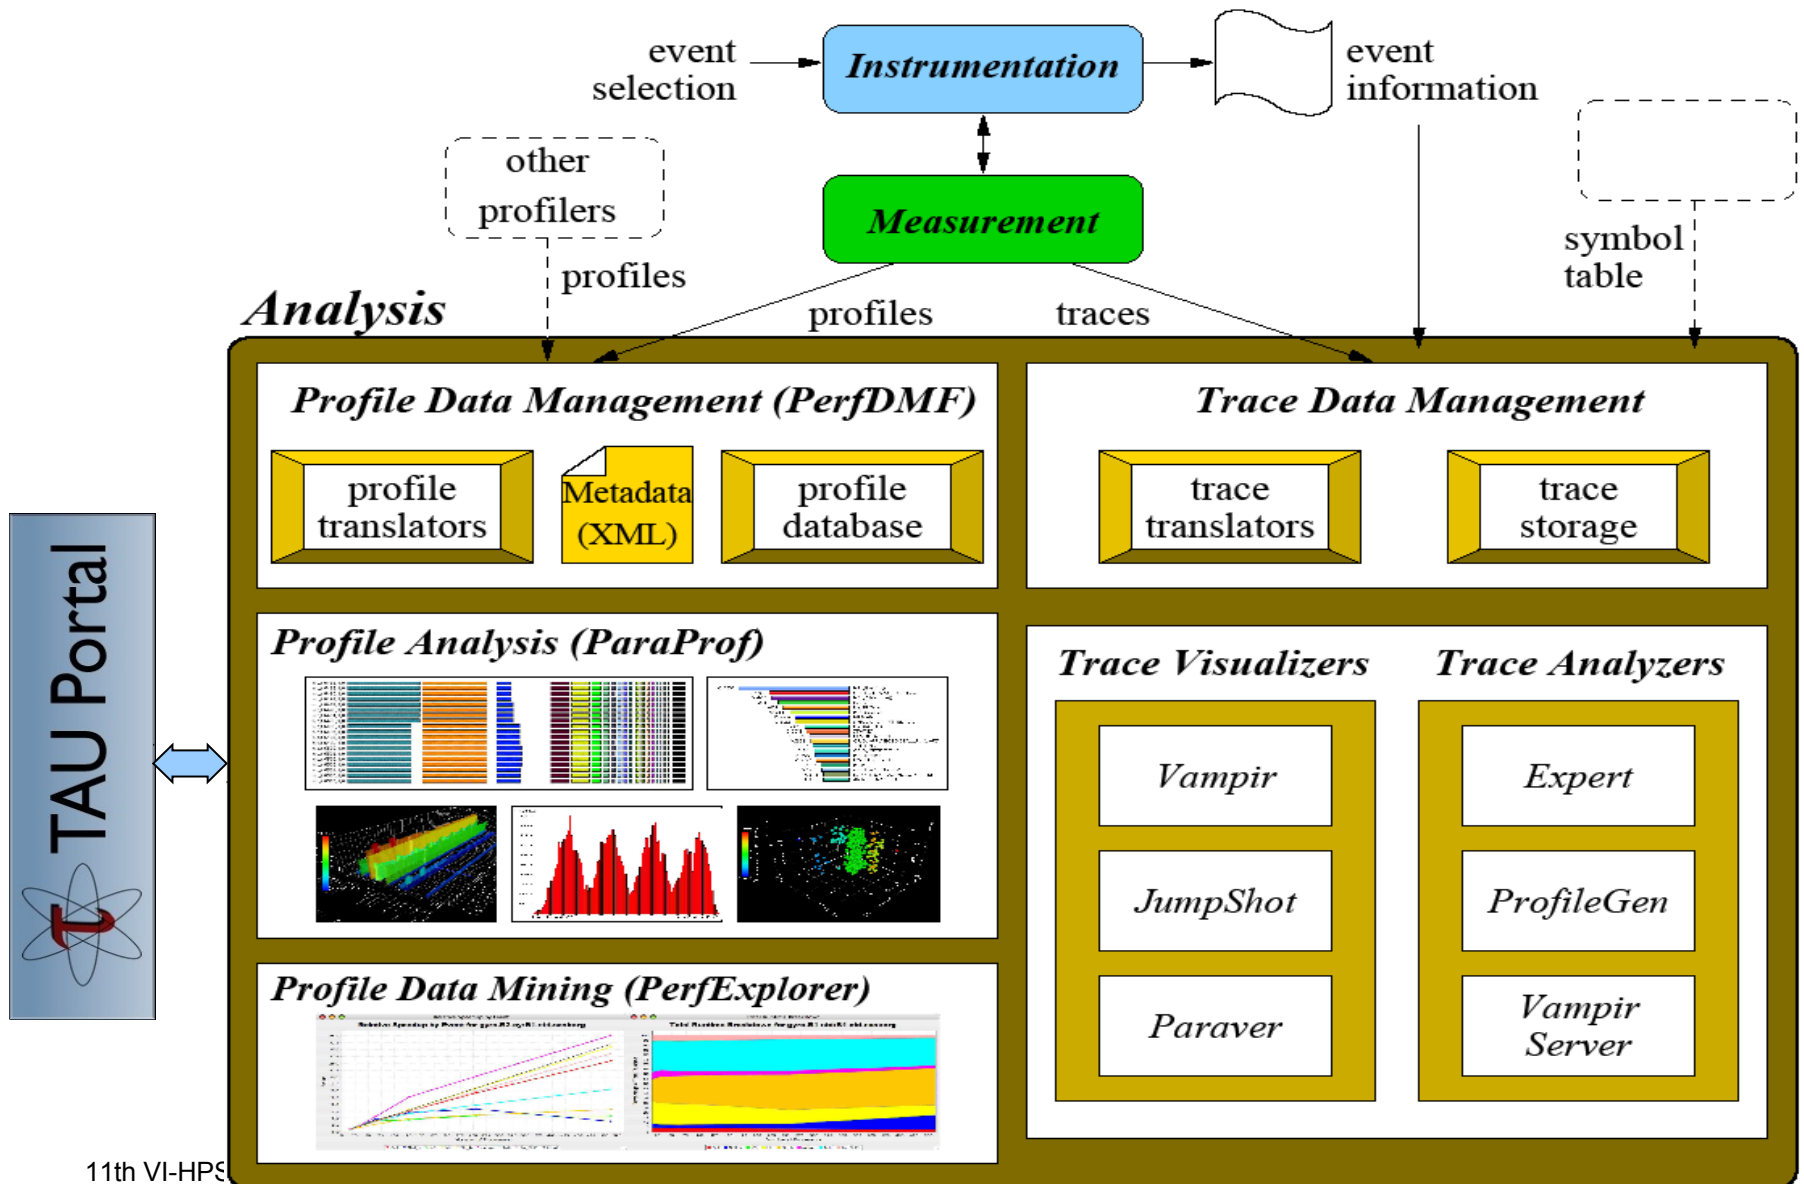 event
selection
Instrumentation
event
information
other
profilers
Measurement
symbol
table
profiles
profiles
traces
Analysis
Profile Data Management (PerfDMF)
profile
translators
Metadata
(XML)
profile
database
Trace Data Management
trace
translators
trace
storage
TAU Portal
Profile Analysis (ParaProf)
Trace Visualizers
Vampir
JumpShot
Paraver
Trace Analyzers
Expert
ProfileGen
Vampir
Server
Profile Data Mining (PerfExplorer)
11th VI-HPS